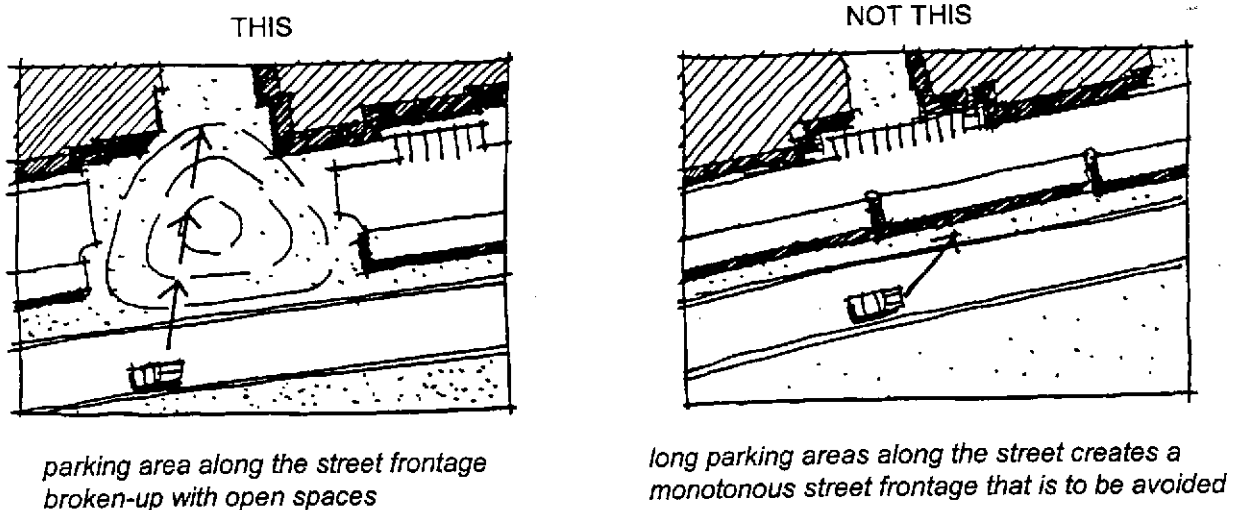 THIS
NOT THIS
parking area along the street frontage
broken-up with open spaces
long parking areas along the street creates a
monotonous street frontage that is to be avoided